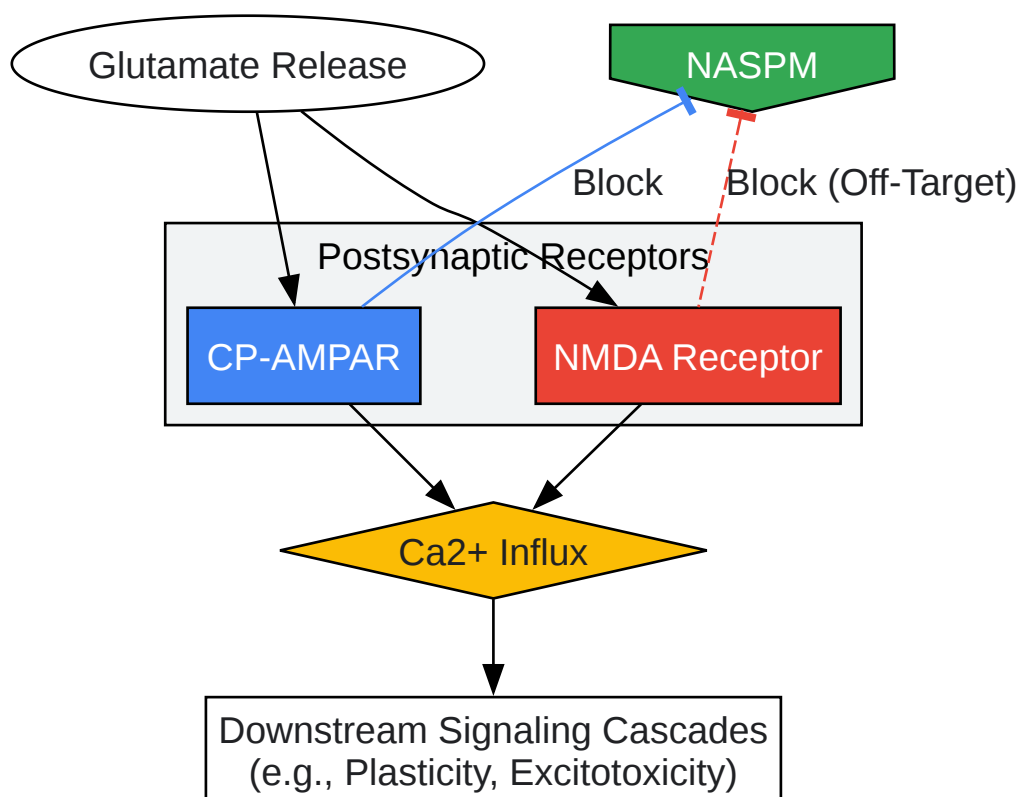 Glutamate Release
NASPM
Block
Block (Off-Target)
Postsynaptic Receptors
CP-AMPAR
NMDA Receptor
Ca2+ Influx
Downstream Signaling Cascades
(e.g., Plasticity, Excitotoxicity)